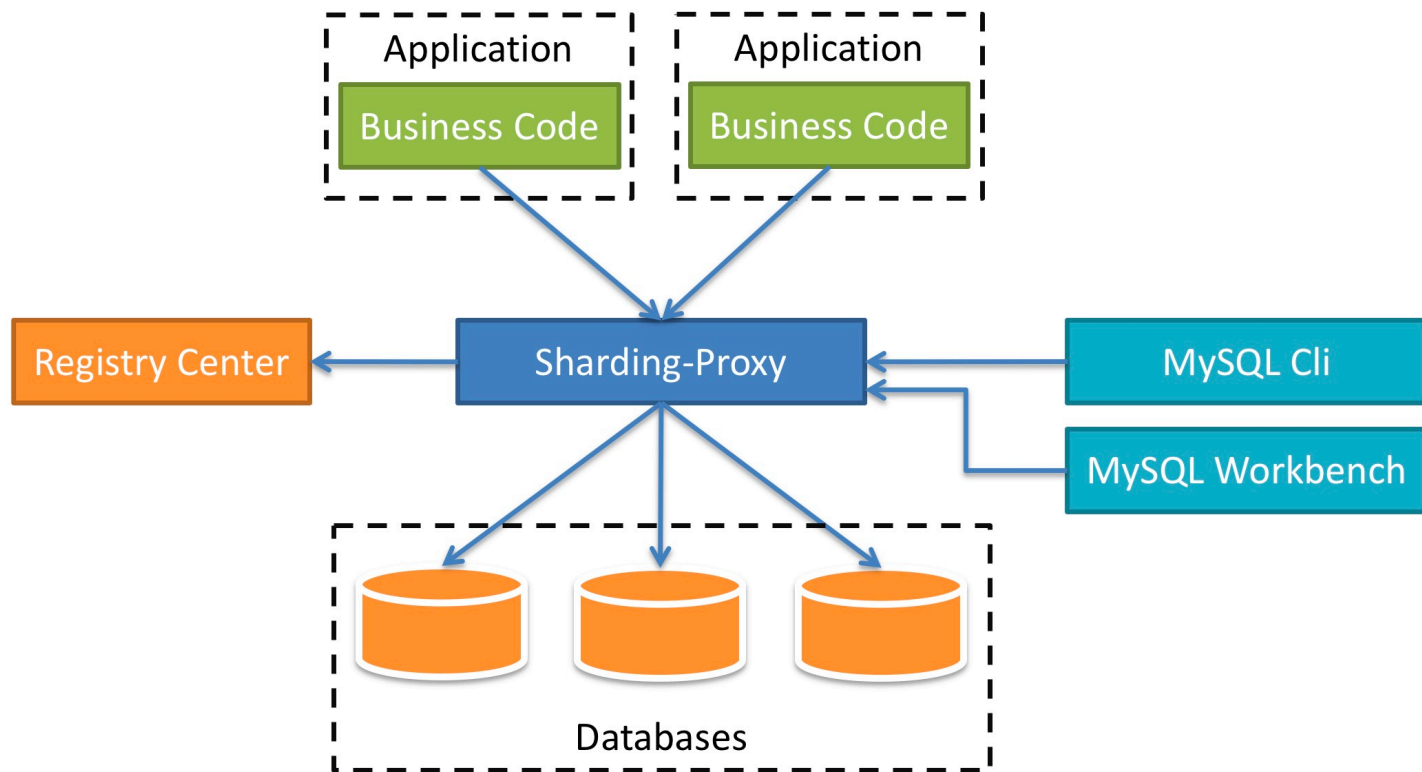 Application
Business Code
Application
Business Code
Registry Center
Sharding-Proxy
MySQL Cli
MySQL Workbench
Databases